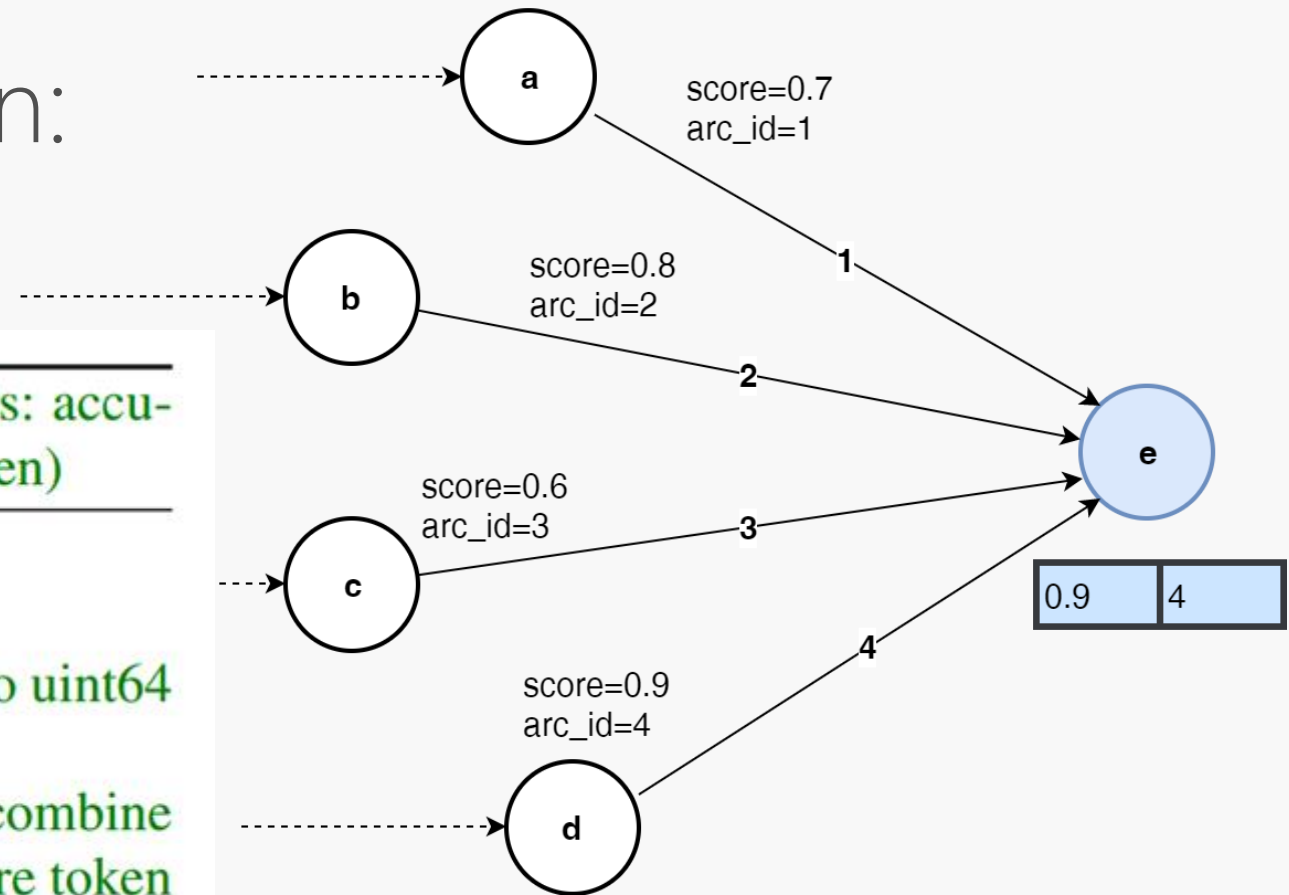 n:
a
score=0.7
arc_id=1
1
b
score=0.8
arc_id=2
2
s: accu-
en)
e
c
score=0.6
arc_id=3
3
0.9 4
4
o uint64
score=0.9
arc_id=4
combine
d
re token